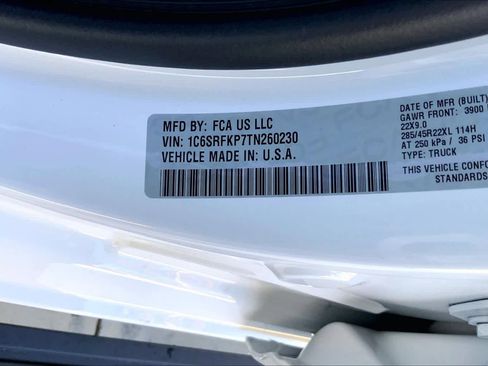 MFD BY: FCA US LLC
VIN: 1C6SRFKP7TN260230
VEHICLE MADE IN U.S.A.
DATE OF MFR (BUILT)
GAWR FRONT: 3900
22X9.0
285/45R22XL 114H
AT 250 kPa / 36 PSI
TYPE: TRUCK
THIS VEHICLE CONFO
STANDARDS